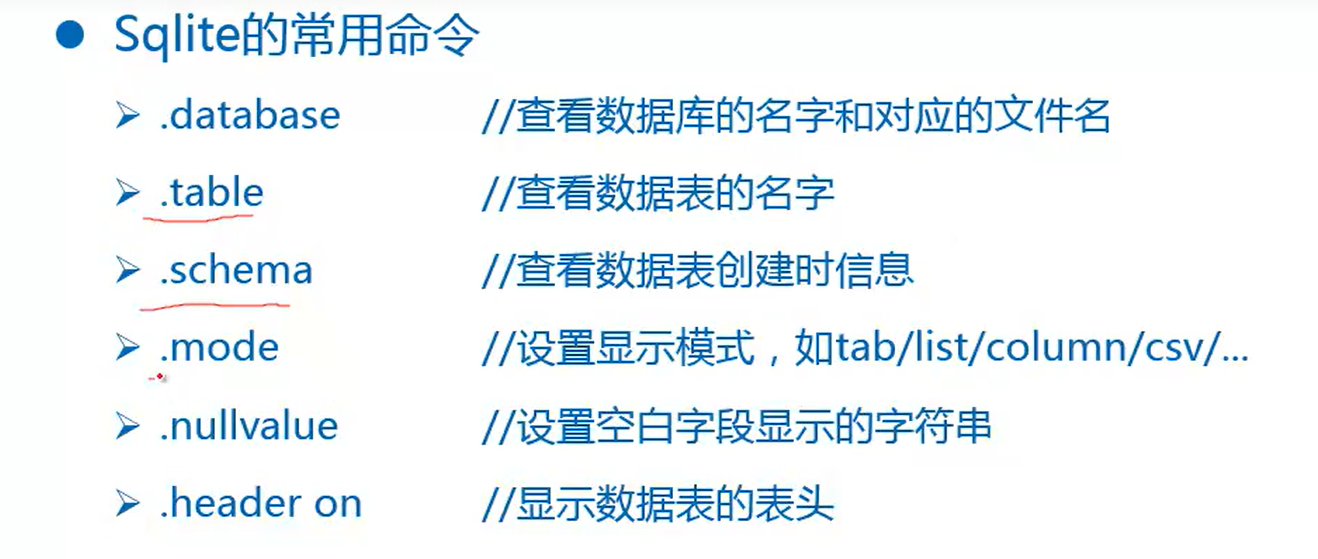 Sqlite的常用命令
.database //查看数据库的名字和对应的文件名
.table //查看数据表的名字
.schema //查看数据表创建时信息
.mode //设置显示模式，如tab/list/column/csv/...
.nullvalue //设置空白字段显示的字符串
.header on //显示数据表的表头